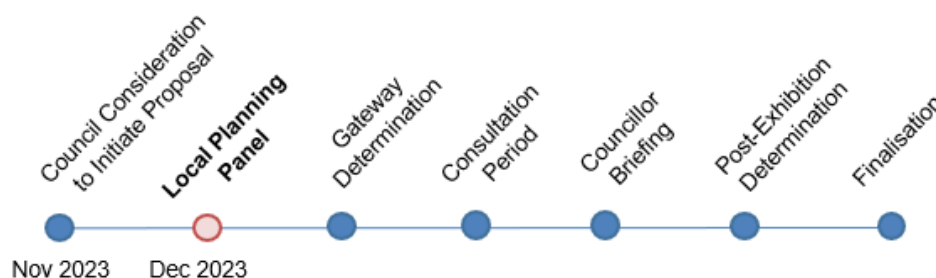 Council Consideration
to Initiate Proposal
Local Planning
Panel
Gateway
Determination
Consultation
Period
Councillor
Briefing
Post-Exhibition
Determination
Finalisation
Nov 2023
Dec 2023